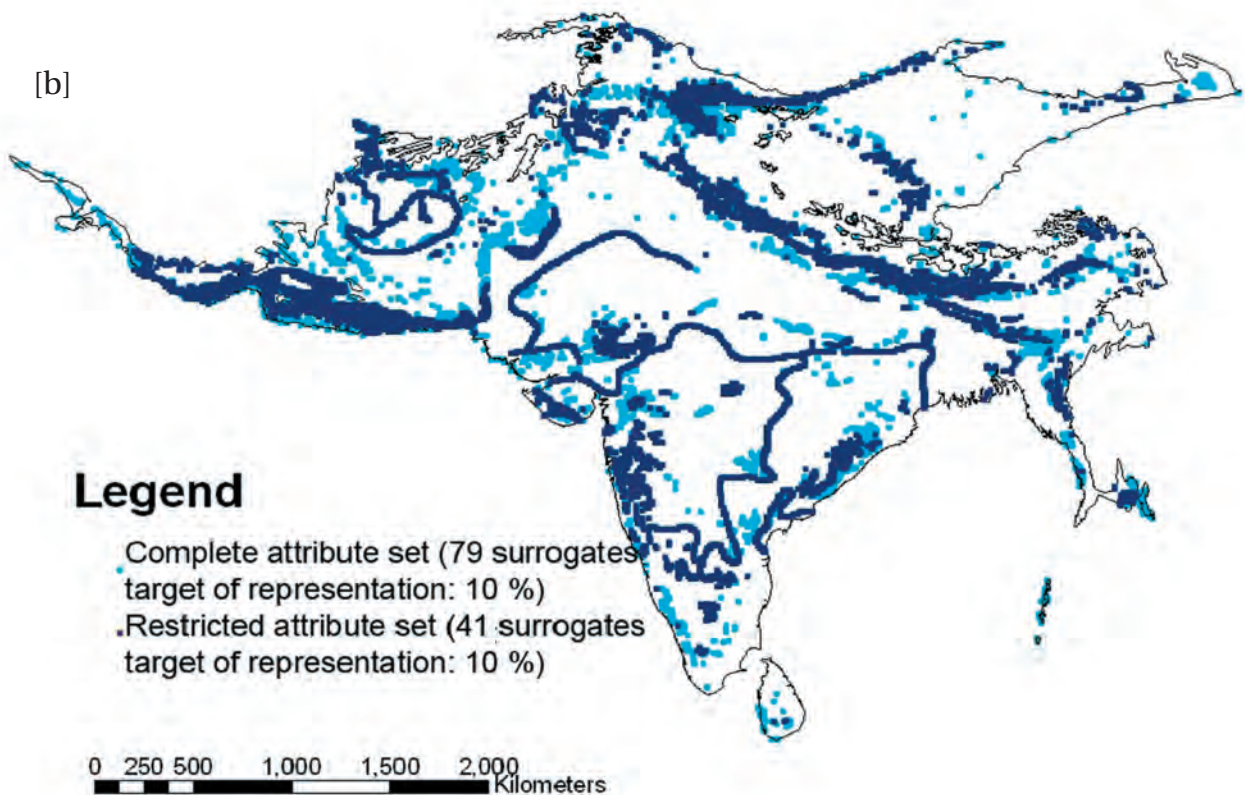 [b]
Legend
Complete attribute set (79 surrogates
target of representation: 10 %)
Restricted attribute set (41 surrogates
target of representation: 10 %)
0 250 500 1,000 1,500 2,000
Kilometers